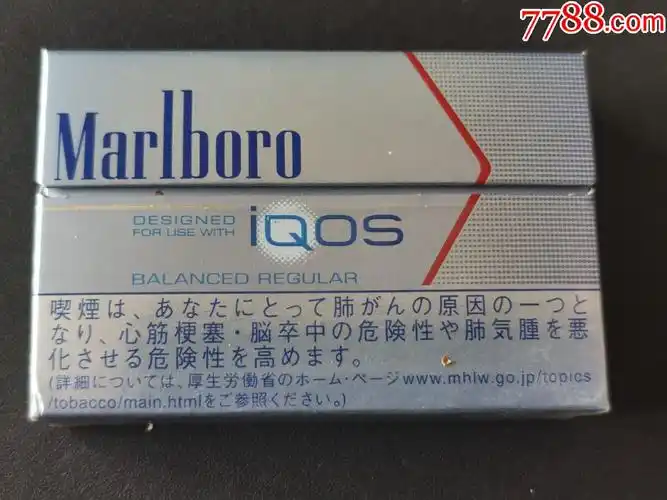 7788.com
Marlboro
DESIGNED
FOR USE WITH
iQOS
BALANCED REGULAR
喫煙は、あなたにとって肺がんの原因の一つと
なり、心筋梗塞・脳卒中の危険性や肺気腫を悪
化させる危険性を高めます。
(詳細については、厚生労働省のホーム・ページwww.mhlw.go.jp/topics
/tobacco/main.htmlをご参照ください。)